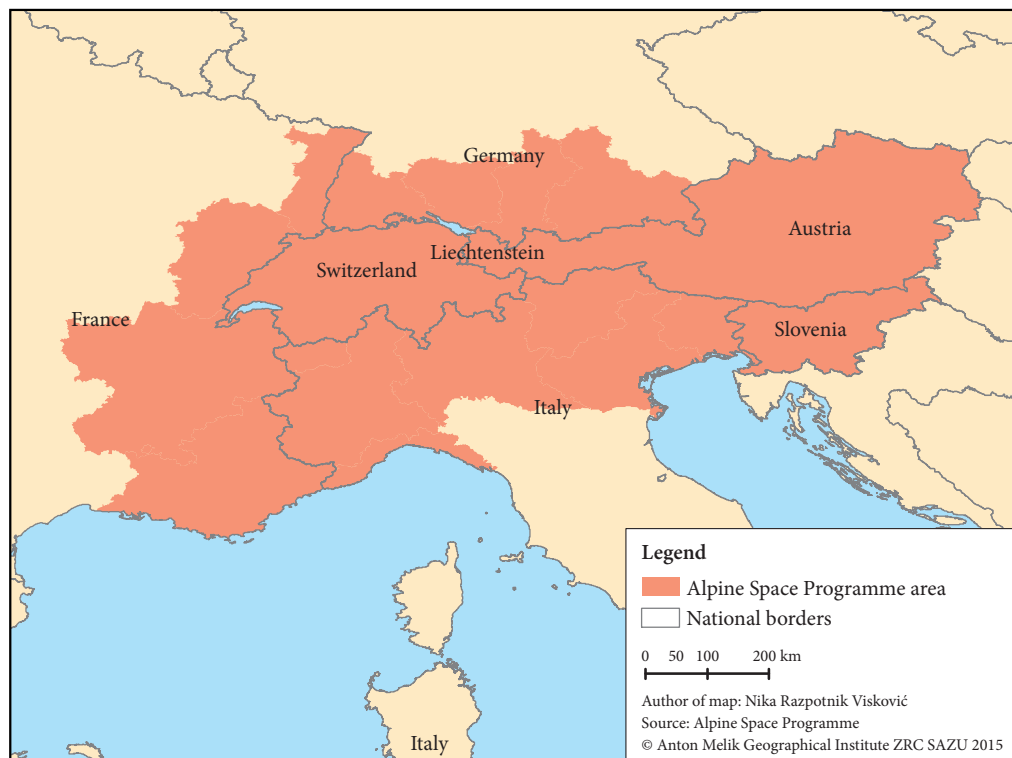 Germany
Austria
Liechtenstein
Switzerland
France
Slovenia
Italy
Italy
Legend
Alpine Space Programme area
National borders
0 50 100 200 km
Author of map: Nika Razpotnik Visković
Source: Alpine Space Programme
© Anton Melik Geographical Institute ZRC SAZU 2015